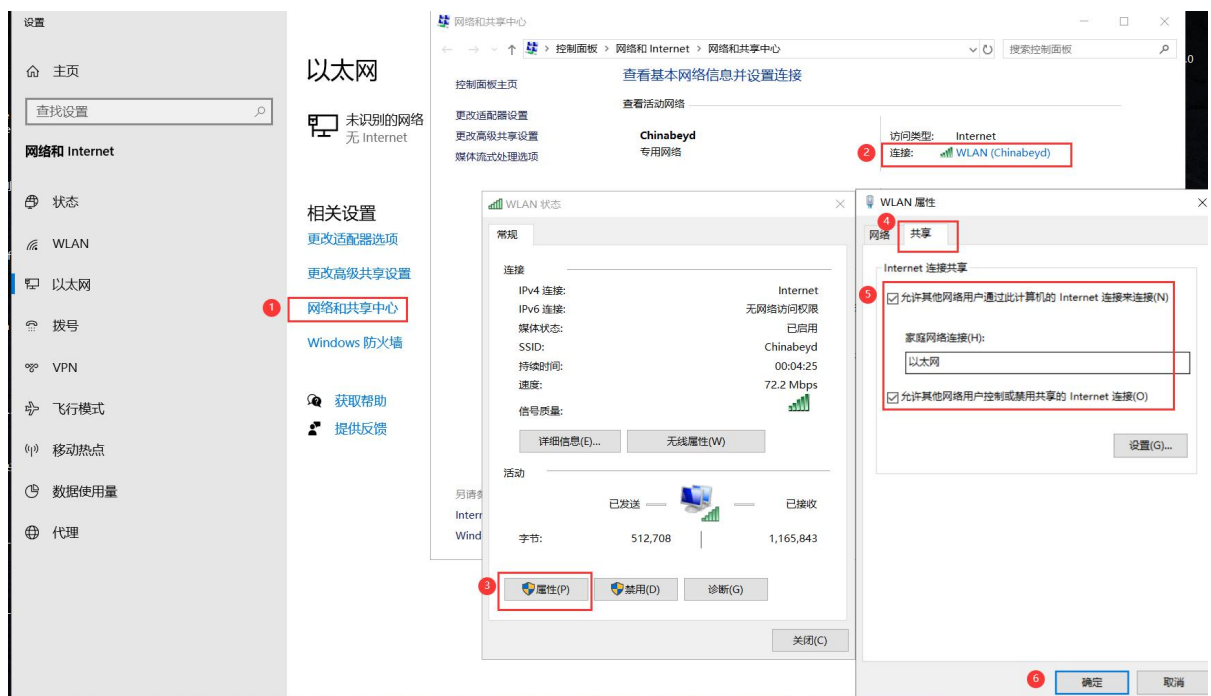 设置
主页
查找设置
网络和 Internet
状态
WLAN
以太网
拨号
VPN
飞行模式
移动热点
数据使用量
代理
以太网
未识别的网络
无 Internet
相关设置
更改适配器选项
更改高级共享设置
1 网络和共享中心
Windows 防火墙
获取帮助
提供反馈
网络和共享中心
控制面板 > 网络和 Internet > 网络和共享中心
搜索控制面板
控制面板主页
更改适配器设置
更改高级共享设置
媒体流式处理选项
查看基本网络信息并设置连接
查看活动网络
Chinabeyd
专用网络
访问类型: Internet
2 连接: WLAN (Chinabeyd)
另请
Inter
Wind
WLAN 状态
常规
连接
IPv4 连接: Internet
IPv6 连接: 无网络访问权限
媒体状态: 已启用
SSID: Chinabeyd
持续时间: 00:04:25
速度: 72.2 Mbps
信号质量:
详细信息(E)... 无线属性(W)
活动
已发送 已接收
字节: 512,708 1,165,843
3 属性(P) 禁用(D) 诊断(G)
关闭(C)
WLAN 属性
4
网络 共享
Internet 连接共享
5 允许其他网络用户通过此计算机的 Internet 连接来连接(N)
家庭网络连接(H):
以太网
允许其他网络用户控制或禁用共享的 Internet 连接(O)
设置(G)...
6 确定 取消
.0